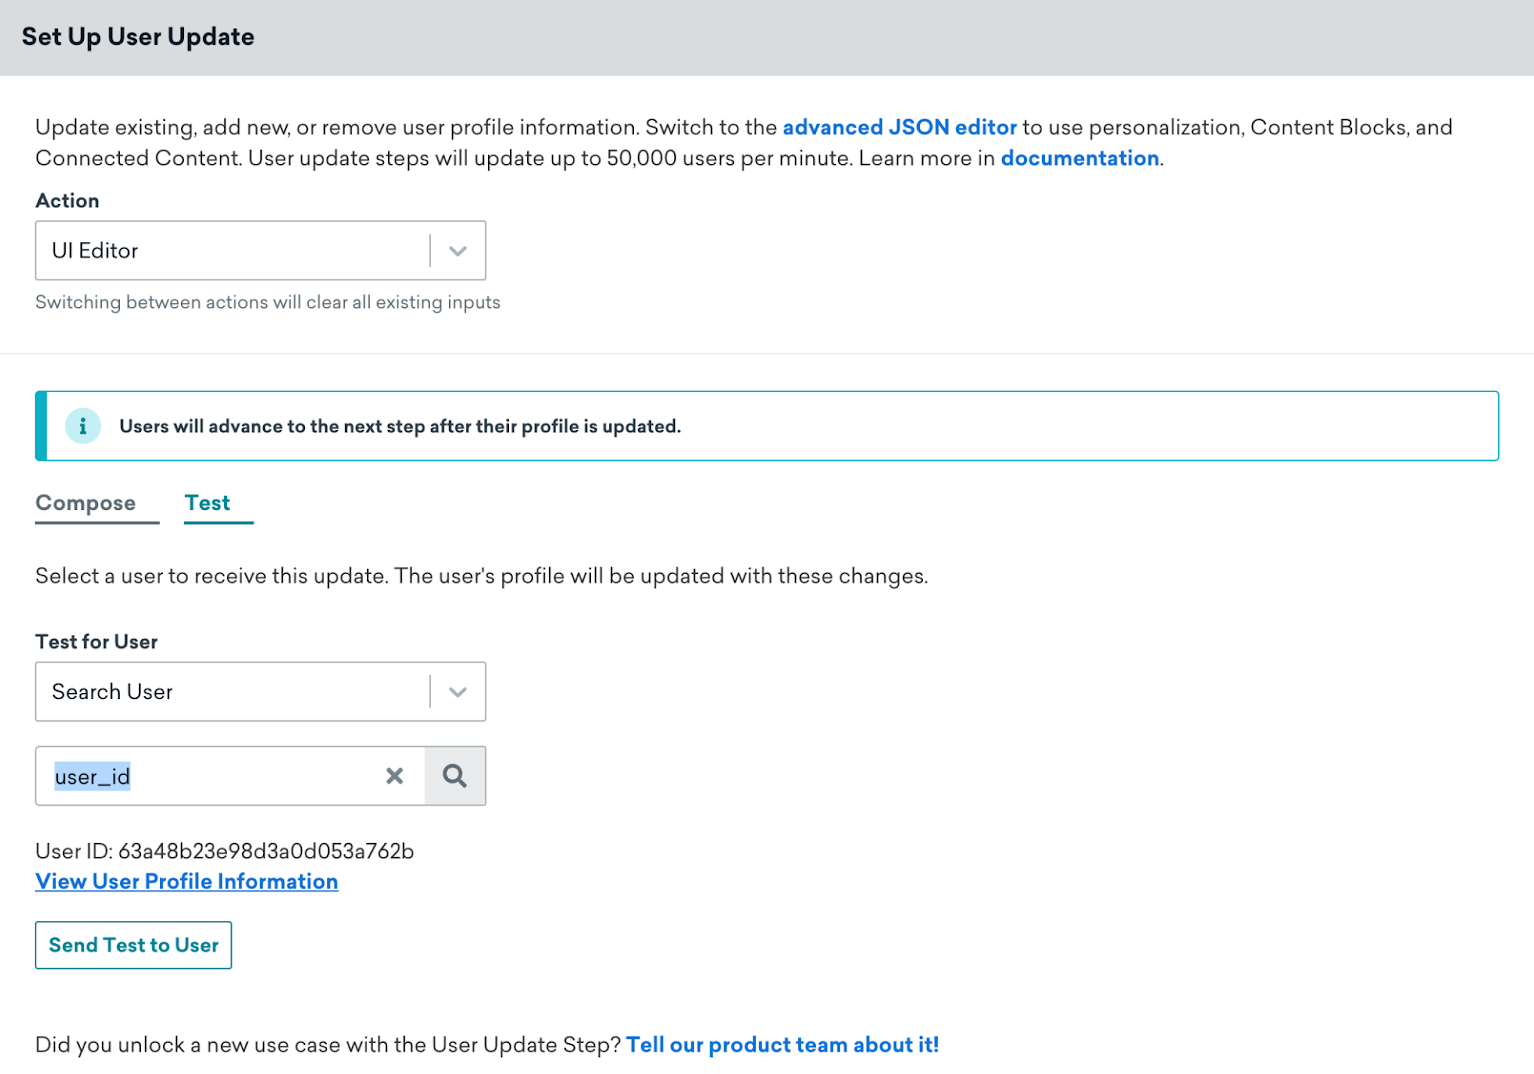 Set Up User Update
Update existing, add new, or remove user profile information. Switch to the advanced JSON editor to use personalization, Content Blocks, and
Connected Content. User update steps will update up to 50,000 users per minute. Learn more in documentation.
Action
UI Editor
Switching between actions will clear all existing inputs
Users will advance to the next step after their profile is updated.
Compose Test
Select a user to receive this update. The user's profile will be updated with these changes.
Test for User
Search User
user_id
User ID: 63a48b23e98d3a0d053a762b
View User Profile Information
Send Test to User
Did you unlock a new use case with the User Update Step? Tell our product team about it!